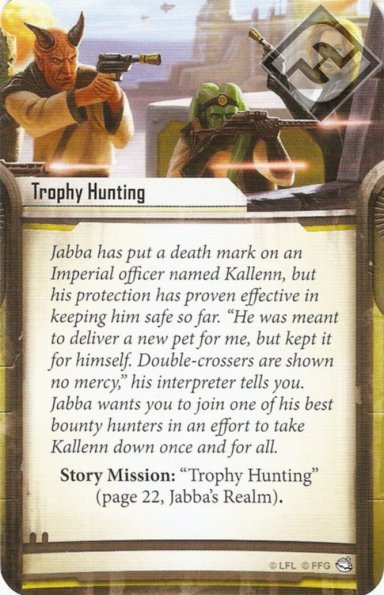 Trophy Hunting
Jabba has put a death mark on an
Imperial officer named Kallenn, but
his protection has proven effective in
keeping him safe so far. “He was meant
to deliver a new pet for me, but kept it
for himself. Double-crossers are shown
no mercy,” his interpreter tells you.
Jabba wants you to join one of his best
bounty hunters in an effort to take
Kallenn down once and for all.
Story Mission: “Trophy Hunting”
(page 22, Jabba’s Realm).
© LFL © FFG